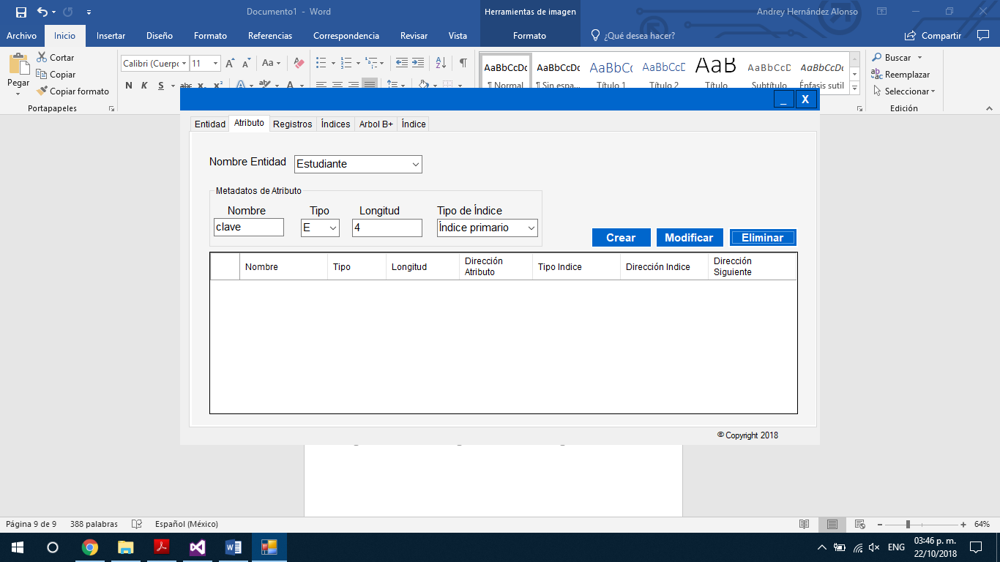 Documento1 - Word
Herramientas de imagen
Andrey Hernández Alonso
Archivo Inicio Insertar Diseño Formato Referencias Correspondencia Revisar Vista Formato ¿Qué desea hacer? Compartir
Pegar
Cortar
Copiar
Copiar formato
Portapapeles
Calibri (Cuerpo 11
Aa
N K S abc x₂ x²
AaBbCcDc AaBbCcDc AaBbCc AaBbCcD AaB AaBbCcD AaBbCcDc
¶ Normal ¶ Sin espa... Título 1 Título 2 Título Subtítulo Énfasis sutil
Buscar
Reemplazar
Seleccionar
Edición
_ X
Entidad Atributo Registros Índices Arbol B+ Índice
Nombre Entidad Estudiante
Metadatos de Atributo
Nombre Tipo Longitud Tipo de Índice
clave E 4 Índice primario
Crear Modificar Eliminar
Nombre Tipo Longitud Dirección Atributo Tipo Indice Dirección Indice Dirección Siguiente
© Copyright 2018
Página 9 de 9 388 palabras Español (México) 64%
ENG
03:46 p. m.
22/10/2018